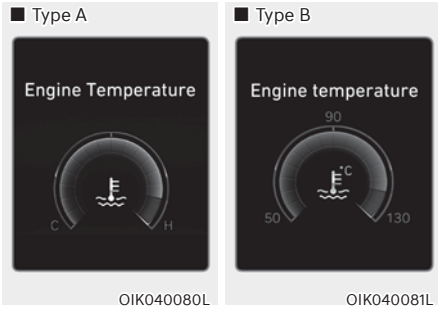 ■ Type A
Engine Temperature
C
H
OIK040080L
■ Type B
Engine temperature
90
°C
50
130
OIK040081L